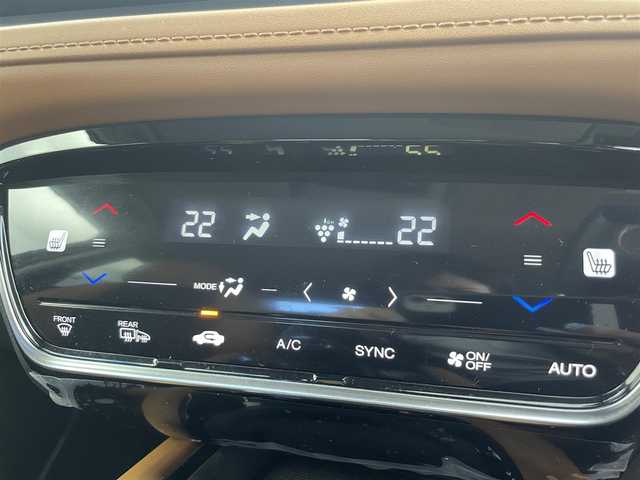 22 22
MODE
FRONT REAR A/C SYNC ON/OFF AUTO